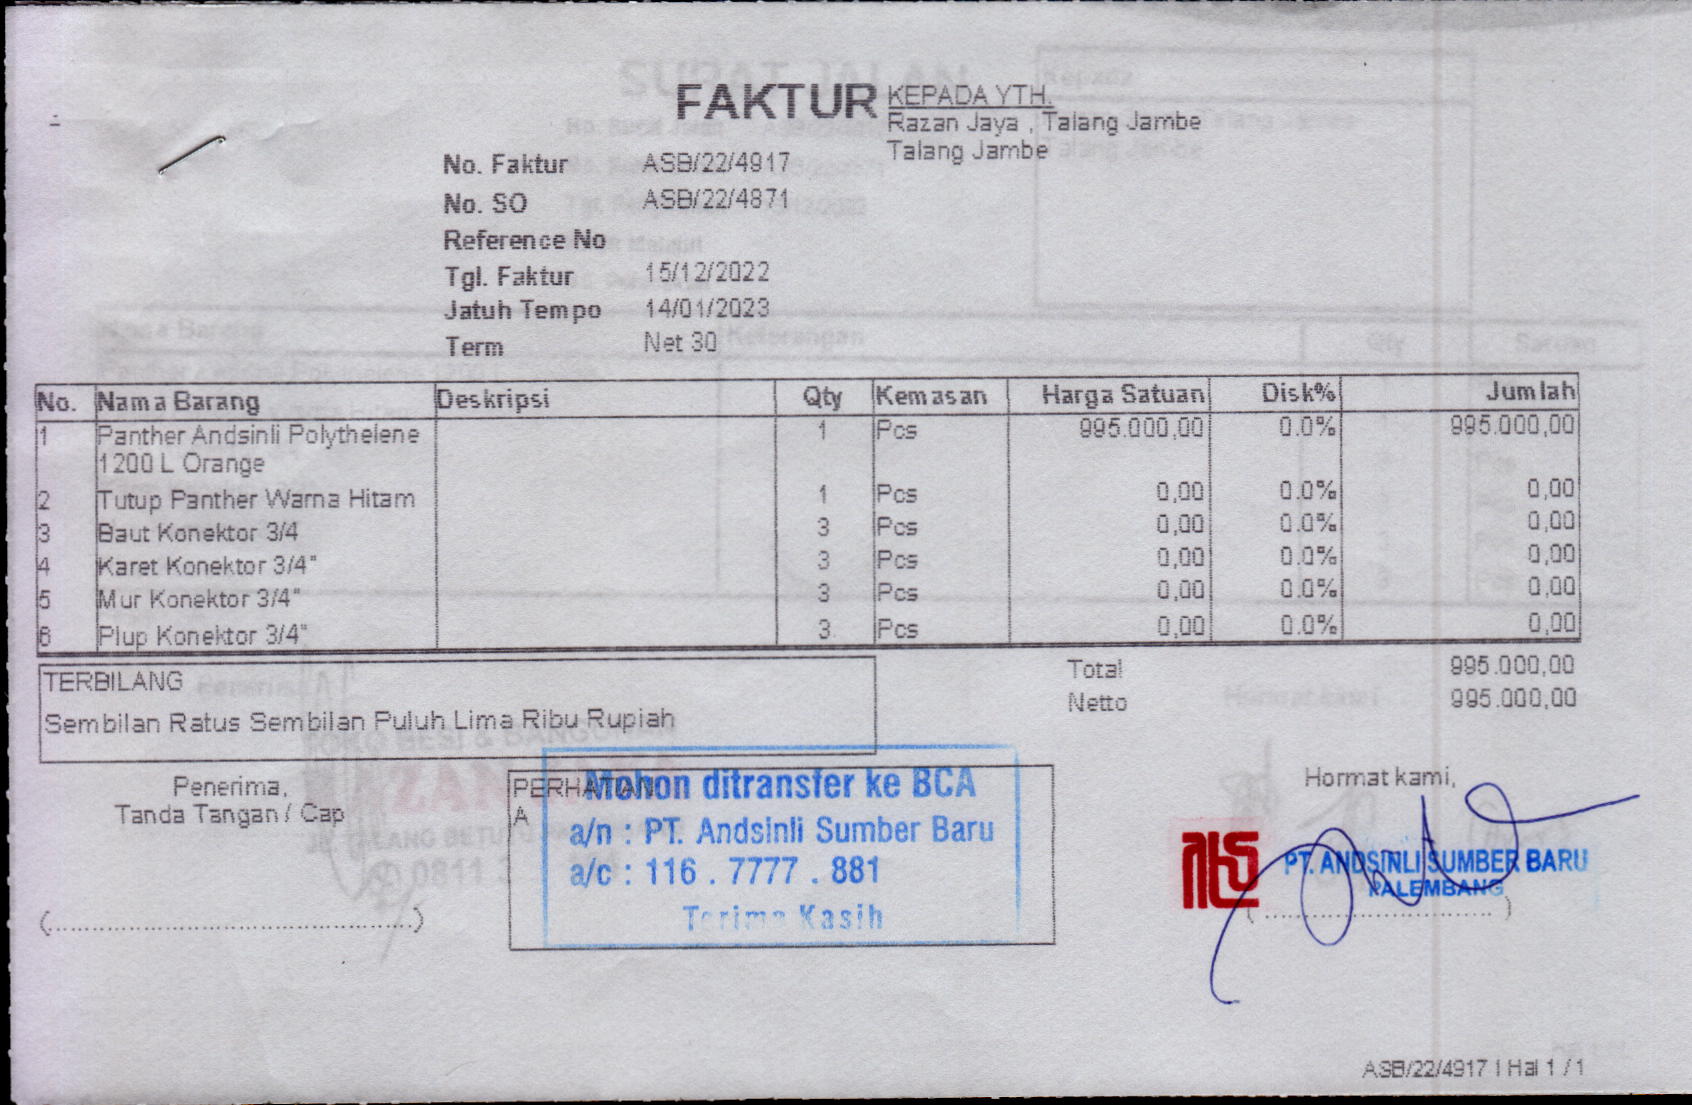 FAKTUR
KEPADA YTH.
Razan Jaya , Talang Jambe
Talang Jambe
No. Faktur ASB/22/4917
No. SO ASB/22/4871
Reference No
Tgl. Faktur 15/12/2022
Jatuh Tempo 14/01/2023
Term Net 30
No. Nama Barang Deskripsi Qty Kemasan Harga Satuan Disk% Jumlah
1 Panther Andsinli Polythelene 1 Pcs 995.000,00 0.0% 995.000,00
1200 L Orange
2 Tutup Panther Warna Hitam 1 Pcs 0,00 0.0% 0,00
3 Baut Konektor 3/4 3 Pcs 0,00 0.0% 0,00
4 Karet Konektor 3/4" 3 Pcs 0,00 0.0% 0,00
5 Mur Konektor 3/4" 3 Pcs 0,00 0.0% 0,00
6 Plup Konektor 3/4" 3 Pcs 0,00 0.0% 0,00
TERBILANG
Sembilan Ratus Sembilan Puluh Lima Ribu Rupiah
Total 995.000,00
Netto 995.000,00
Penerima,
Tanda Tangan / Cap
(..........................................)
PERHATIAN
A
Mohon ditransfer ke BCA
a/n : PT. Andsinli Sumber Baru
a/c : 116 . 7777 . 881
Terima Kasih
Hormat kami,
PT. ANDSINLI SUMBER BARU
PALEMBANG
(..........................)
ASB/22/4917 | Hal 1 / 1